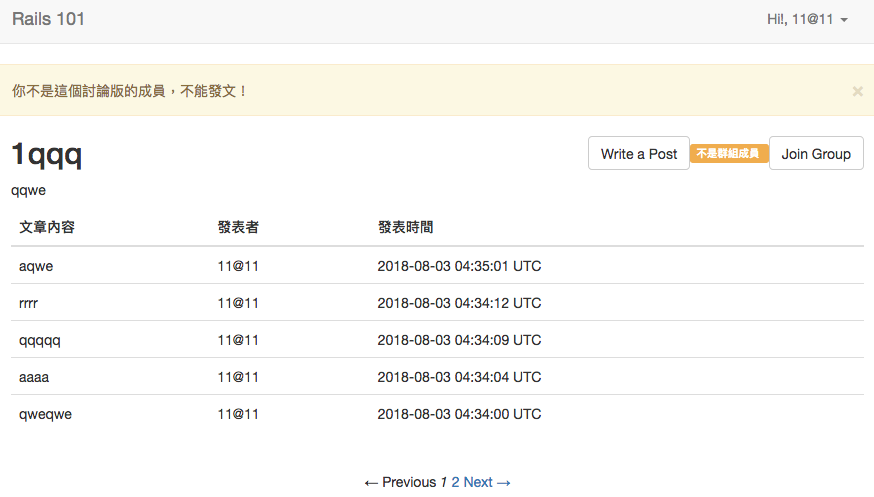 Rails 101 Hi!, 11@11
你不是這個討論版的成員，不能發文！ ×
1qqq Write a Post 不是群組成員 Join Group
qqwe
文章內容 發表者 發表時間
aqwe 11@11 2018-08-03 04:35:01 UTC
rrrr 11@11 2018-08-03 04:34:12 UTC
qqqqq 11@11 2018-08-03 04:34:09 UTC
aaaa 11@11 2018-08-03 04:34:04 UTC
qweqwe 11@11 2018-08-03 04:34:00 UTC
← Previous 1 2 Next →